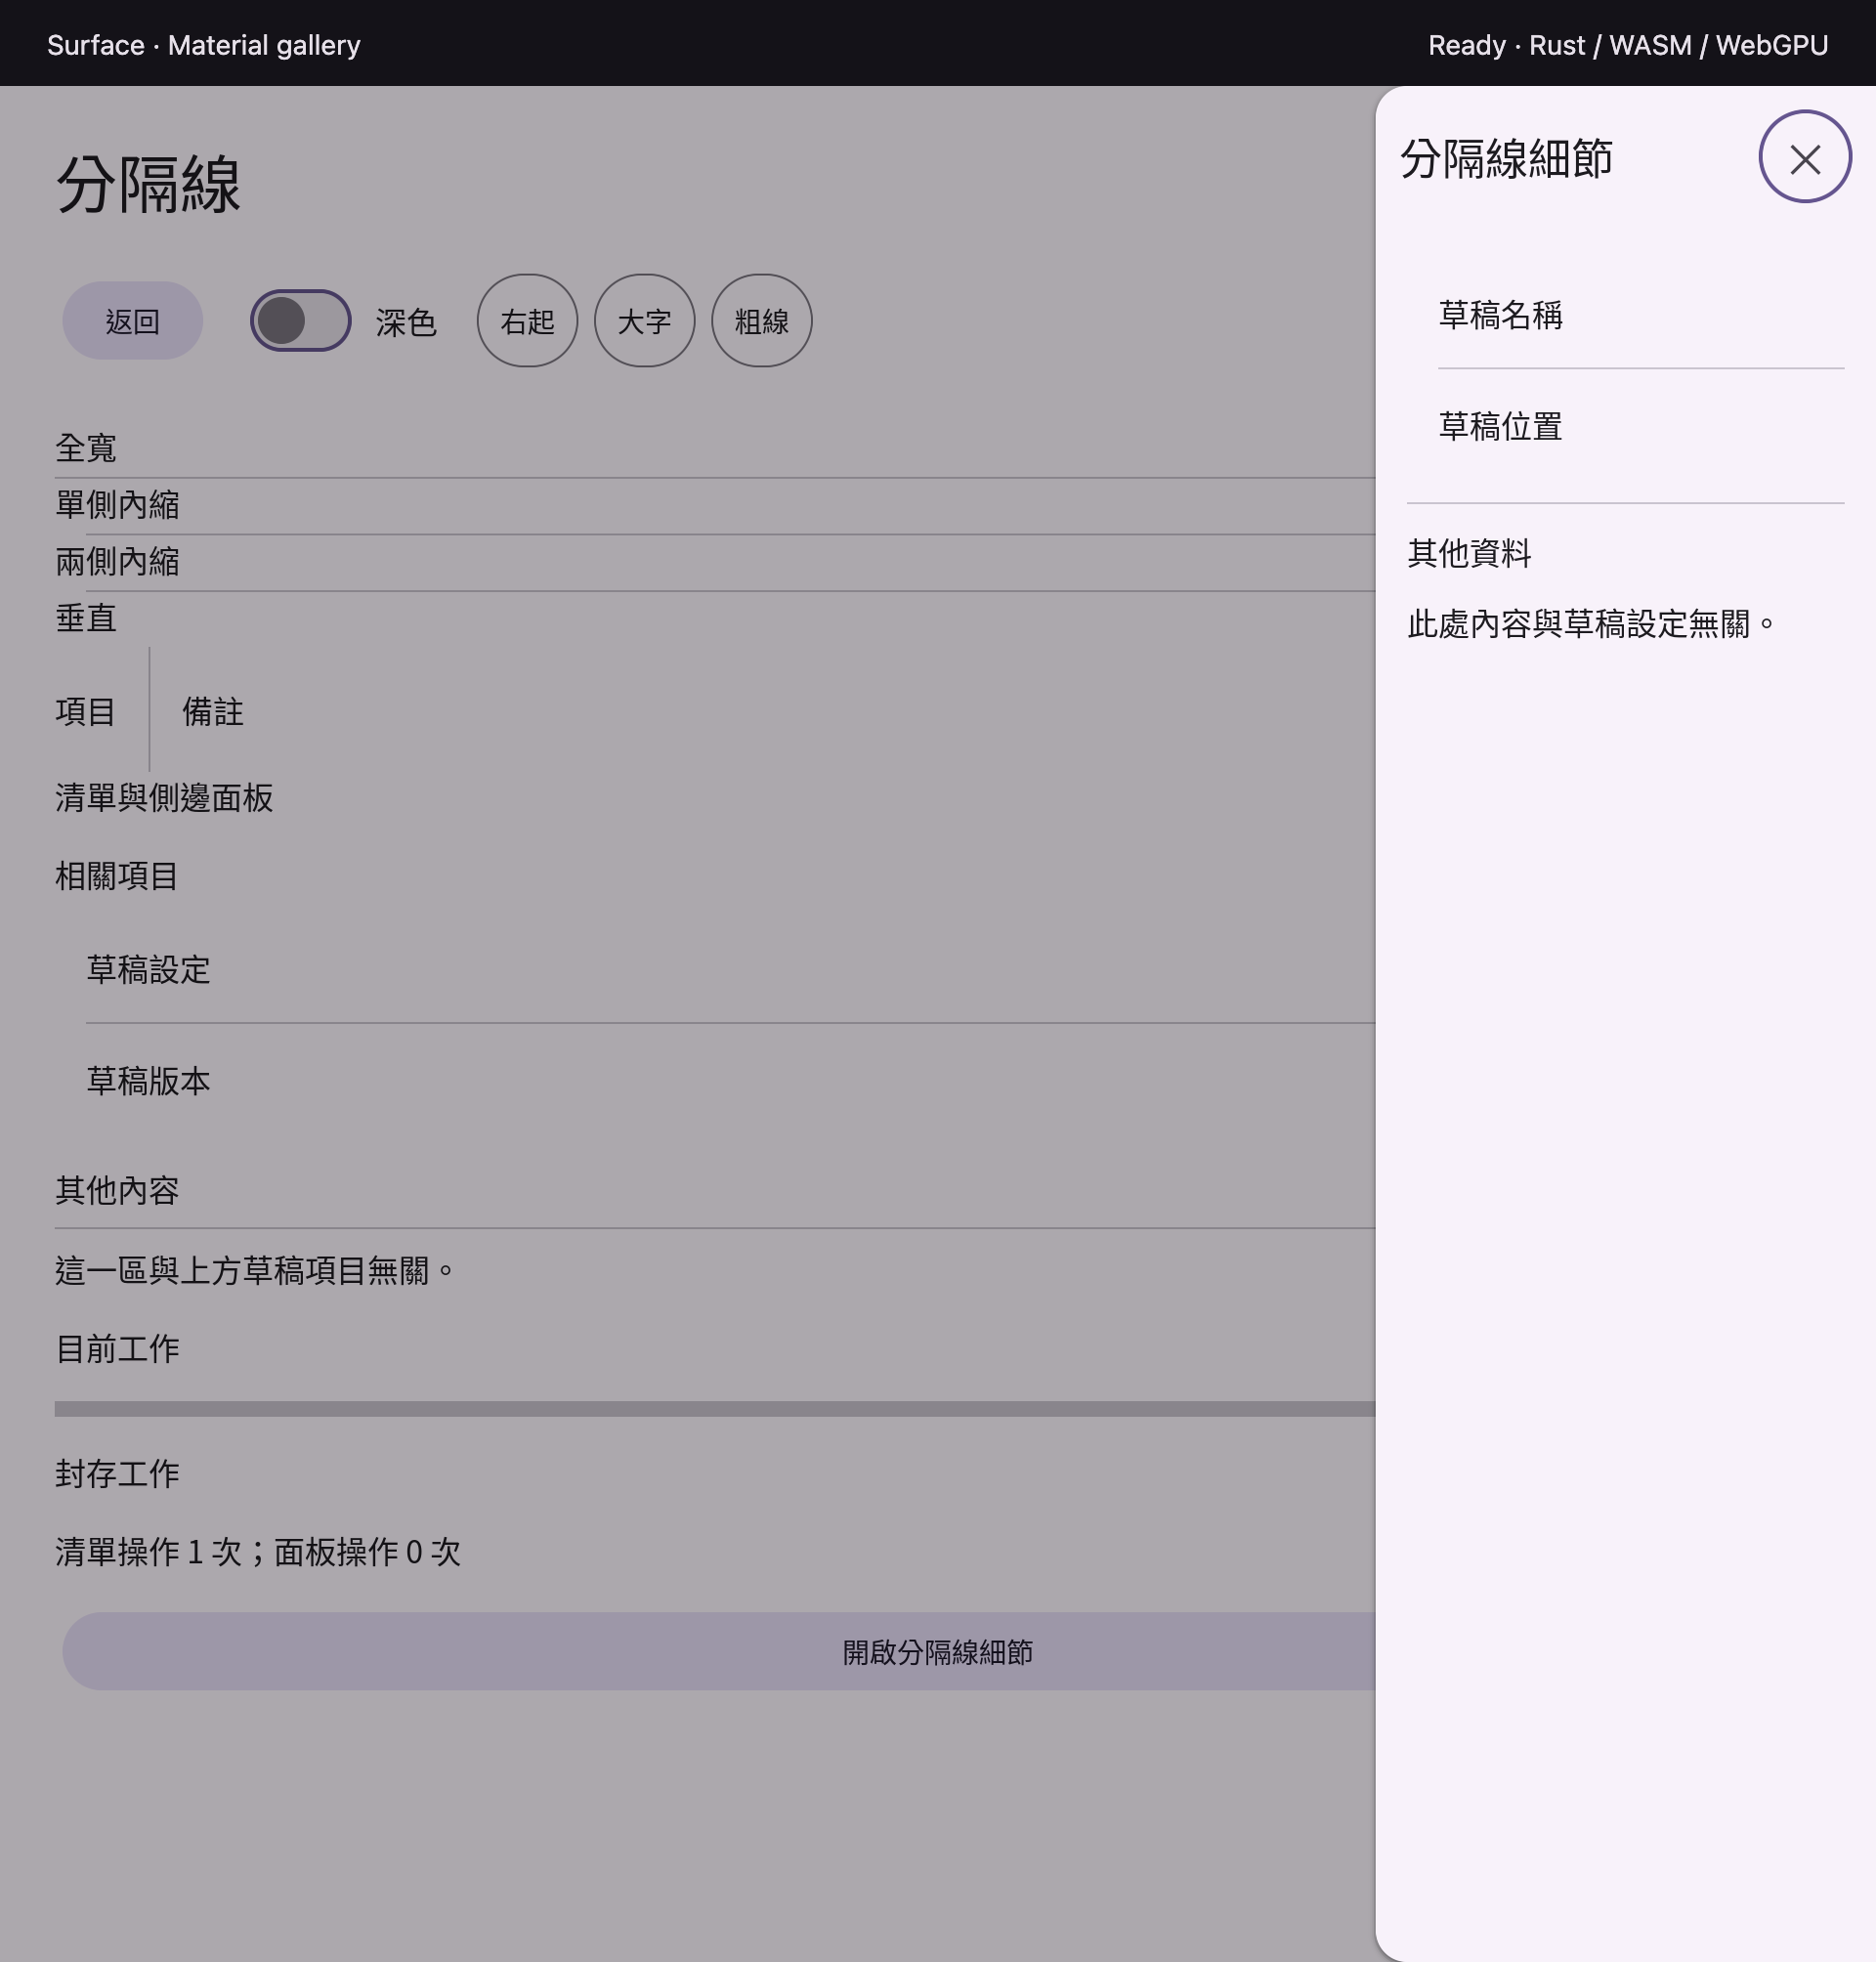 Surface · Material gallery
Ready · Rust / WASM / WebGPU
分隔線
返回
深色
右起
大字
粗線
全寬
單側內縮
兩側內縮
垂直
項目
備註
清單與側邊面板
相關項目
草稿設定
草稿版本
其他內容
這一區與上方草稿項目無關。
目前工作
封存工作
清單操作 1 次；面板操作 0 次
開啟分隔線細節
分隔線細節
草稿名稱
草稿位置
其他資料
此處內容與草稿設定無關。